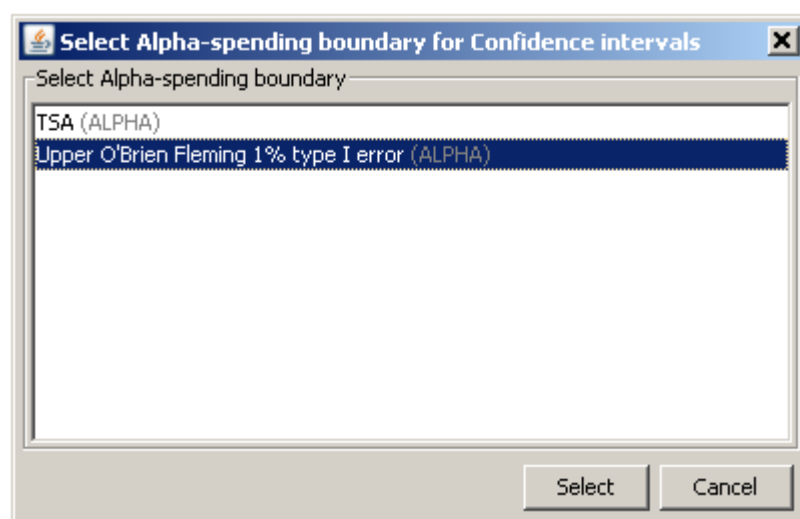 Select Alpha-spending boundary for Confidence intervals
Select Alpha-spending boundary
TSA (ALPHA)
Upper O'Brien Fleming 1% type I error (ALPHA)
Select Cancel